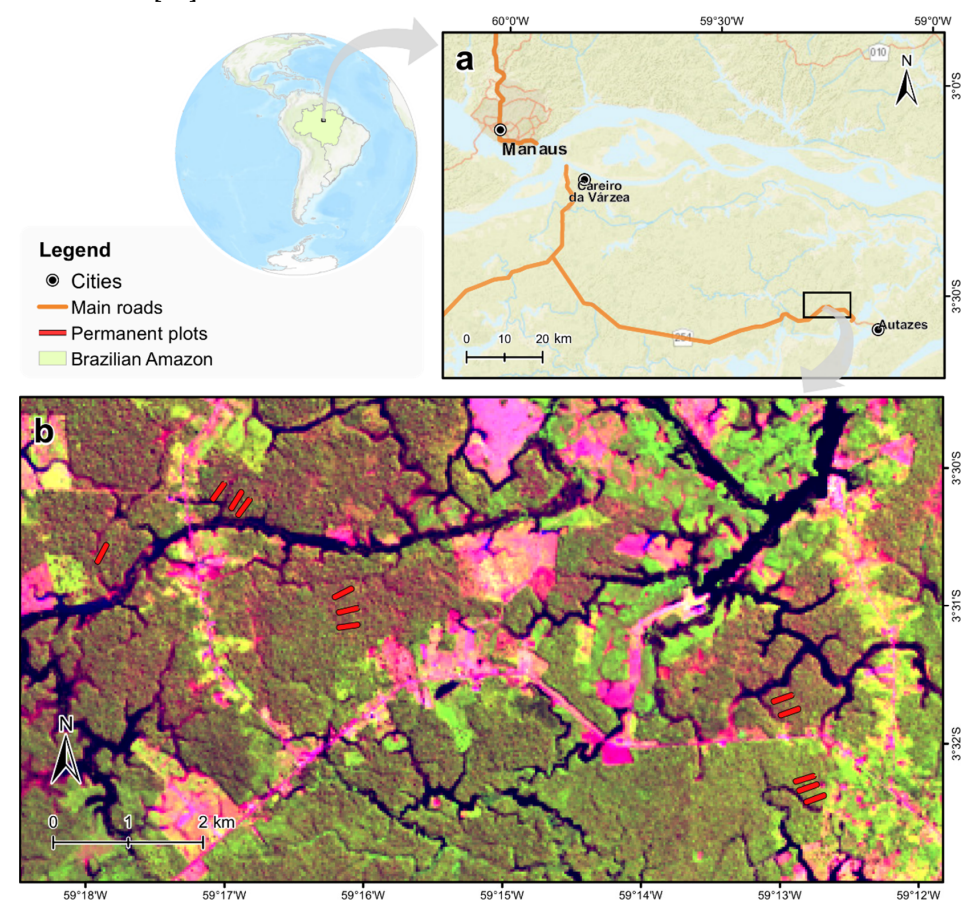 60°0'W 59°30'W 59°0'W
a
010
N
3°0'S
Manaus
Careiro
da Várzea
Legend
Cities
Main roads
Permanent plots
Brazilian Amazon
3°30'S
Autazes
254
0 10 20 km
b
3°30'S
3°31'S
3°32'S
N
0 1 2 km
59°18'W 59°17'W 59°16'W 59°15'W 59°14'W 59°13'W 59°12'W